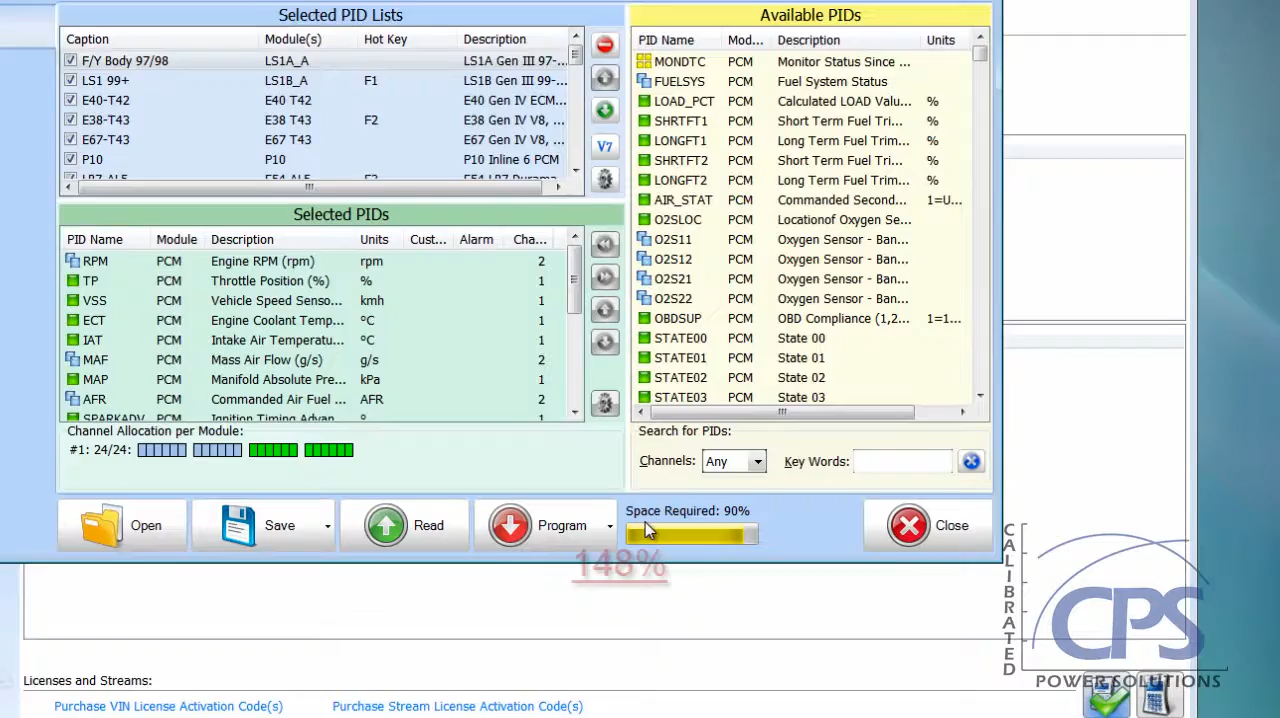 Selected PID Lists
Caption Module(s) Hot Key Description
F/Y Body 97/98 LS1A_A LS1A Gen III 97-...
LS1 99+ LS1B_A F1 LS1B Gen III 99-...
E40-T42 E40 T42 E40 Gen IV ECM...
E38-T43 E38 T43 F2 E38 Gen IV V8, ...
E67-T43 E67 T43 E67 Gen IV V8, ...
P10 P10 P10 Inline 6 PCM
V7
Selected PIDs
PID Name Module Description Units Cust... Alarm Cha...
RPM PCM Engine RPM (rpm) rpm 2
TP PCM Throttle Position (%) % 1
VSS PCM Vehicle Speed Senso... kmh 1
ECT PCM Engine Coolant Temp... ºC 1
IAT PCM Intake Air Temperatu... ºC 1
MAF PCM Mass Air Flow (g/s) g/s 2
MAP PCM Manifold Absolute Pre... kPa 1
AFR PCM Commanded Air Fuel ... AFR 2
SPARKADV PCM Ignition Timing Advan... º 1
Channel Allocation per Module:
#1: 24/24:
Available PIDs
PID Name Mod... Description Units
MONDTC PCM Monitor Status Since ...
FUELSYS PCM Fuel System Status
LOAD_PCT PCM Calculated LOAD Valu... %
SHRTFT1 PCM Short Term Fuel Tri... %
LONGFT1 PCM Long Term Fuel Trim... %
SHRTFT2 PCM Short Term Fuel Tri... %
LONGFT2 PCM Long Term Fuel Trim... %
AIR_STAT PCM Commanded Second... 1=U...
O2SLOC PCM Locationof Oxygen Se...
O2S11 PCM Oxygen Sensor - Ban...
O2S12 PCM Oxygen Sensor - Ban...
O2S21 PCM Oxygen Sensor - Ban...
O2S22 PCM Oxygen Sensor - Ban...
OBDSUP PCM OBD Compliance (1,2... 1=1...
STATE00 PCM State 00
STATE01 PCM State 01
STATE02 PCM State 02
STATE03 PCM State 03
Search for PIDs:
Channels: Any Key Words:
Open Save Read Program Space Required: 90% Close
148%
CALIBRATED
CPS
POWER SOLUTIONS
Licenses and Streams:
Purchase VIN License Activation Code(s) Purchase Stream License Activation Code(s)